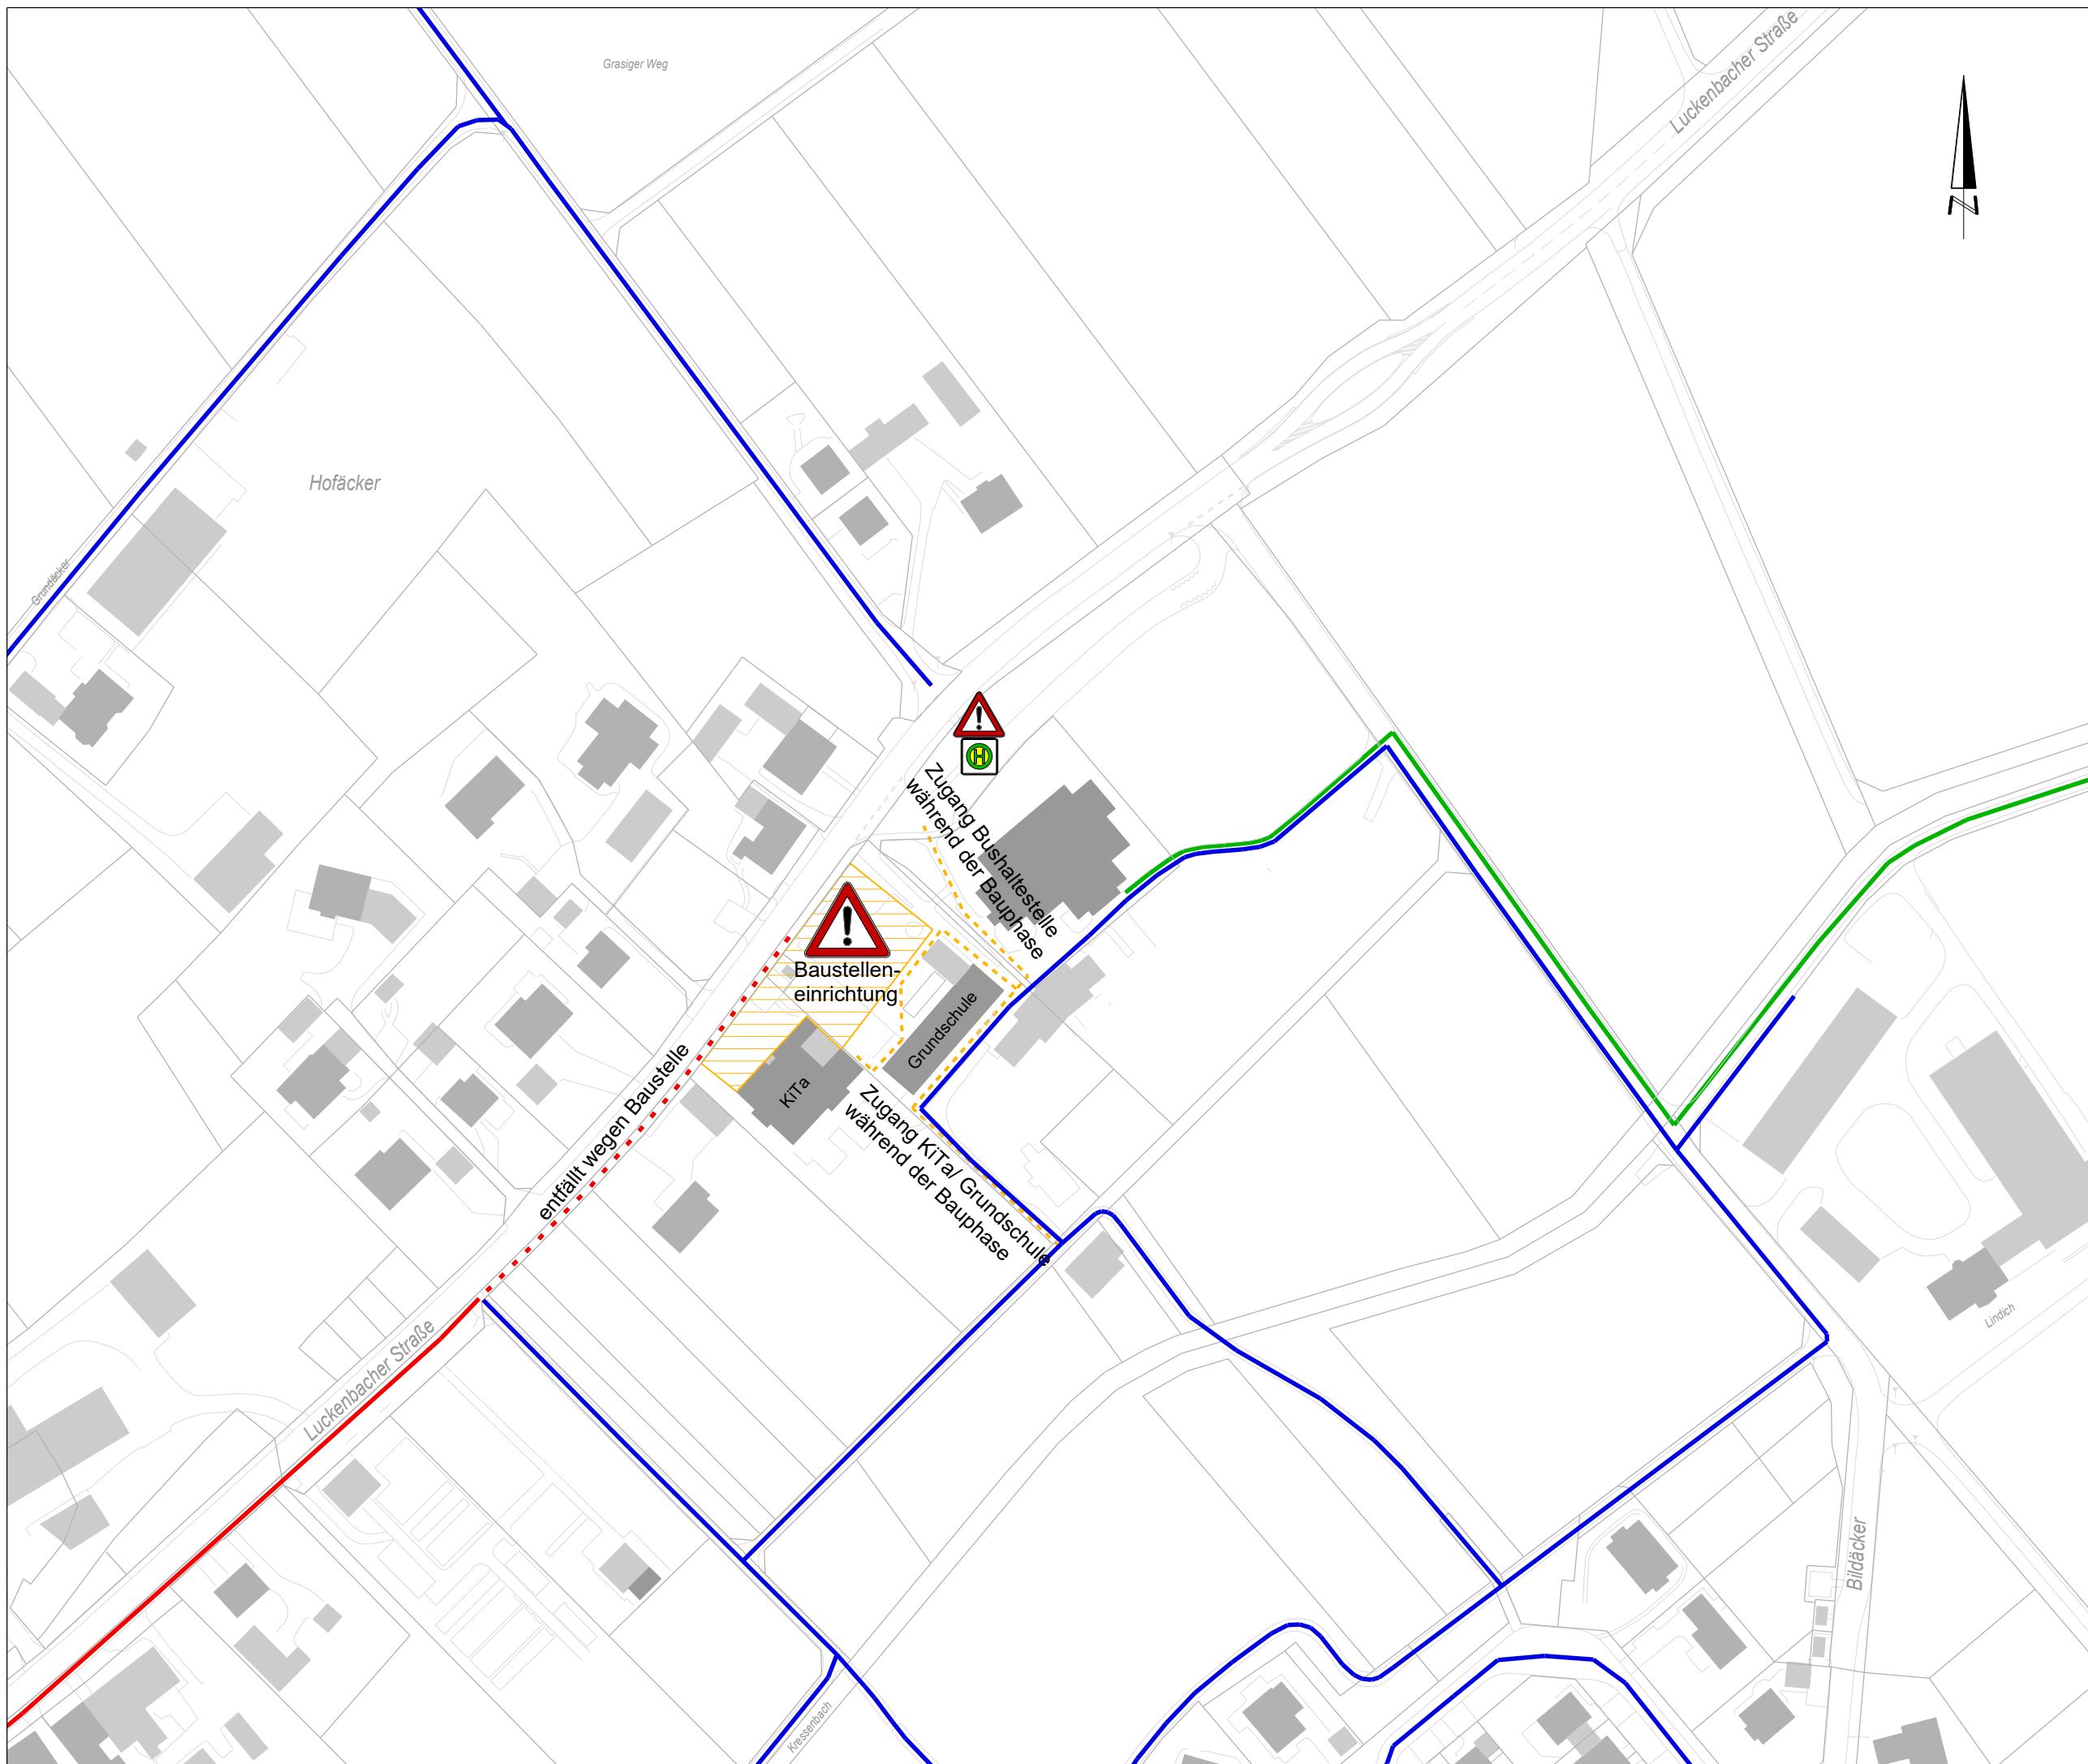 Grasiger Weg
Luckenbacher Straße
N
Hofäcker
Grundäcker
H
Zugang Bushaltestelle
während der Bauphase
Baustellen-
einrichtung
Grundschule
KiTa
entfällt wegen Baustelle
Zugang KiTa/ Grundschule
während der Bauphase
Luckenbacher Straße
Lindich
Bildäcker
Kressenbach